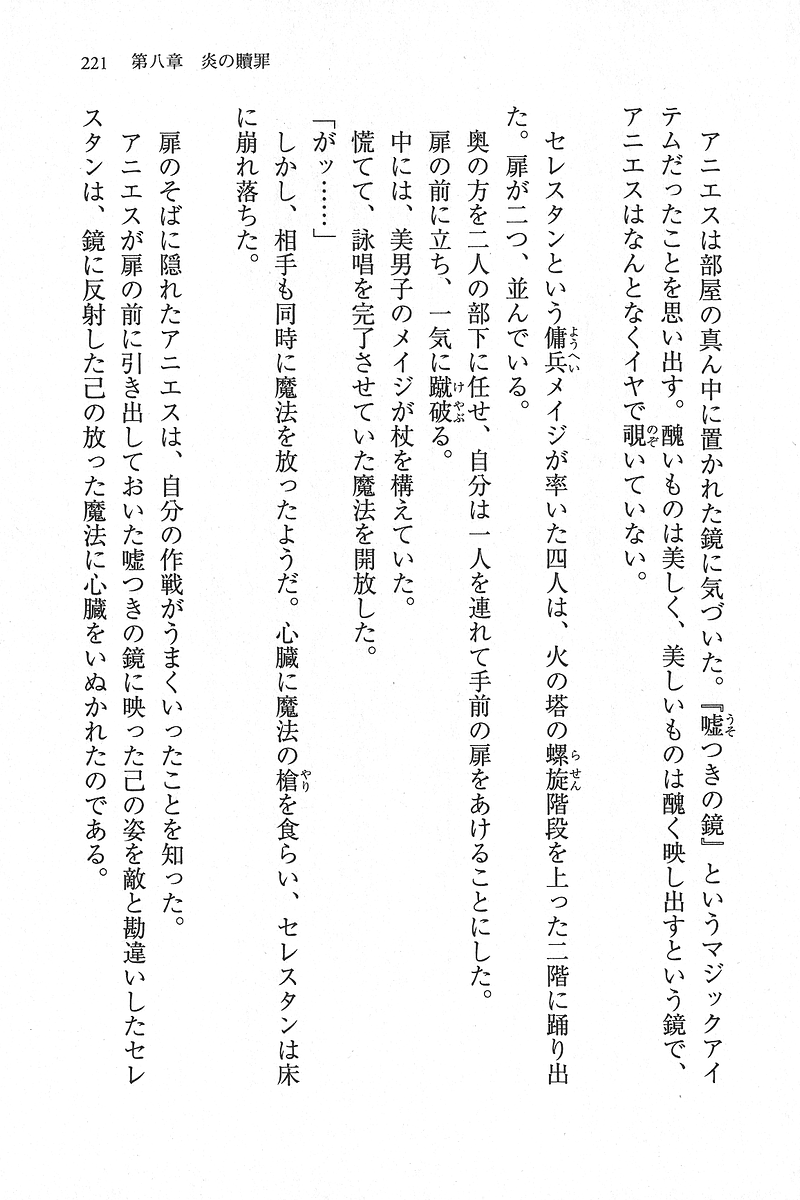 221　第八章　炎の贖罪
　アニエスは部屋の真ん中に置かれた鏡に気づいた。『嘘つきの鏡』というマジックアイ
テムだったことを思い出す。醜いものは美しく、美しいものは醜く映し出すという鏡で、
アニエスはなんとなくイヤで覗いていない。
　セレスタンという傭兵メイジが率いた四人は、火の塔の螺旋階段を上った二階に踊り出
た。扉が二つ、並んでいる。
　奥の方を二人の部下に任せ、自分は一人を連れて手前の扉をあけることにした。
　扉の前に立ち、一気に蹴破る。
　中には、美男子のメイジが杖を構えていた。
　慌てて、詠唱を完了させていた魔法を開放した。
「がッ……」
　しかし、相手も同時に魔法を放ったようだ。心臓に魔法の槍を食らい、セレスタンは床
に崩れ落ちた。
　扉のそばに隠れたアニエスは、自分の作戦がうまくいったことを知った。
　アニエスが扉の前に引き出しておいた嘘つきの鏡に映った己の姿を敵と勘違いしたセレ
スタンは、鏡に反射した己の放った魔法に心臓をいぬかれたのである。